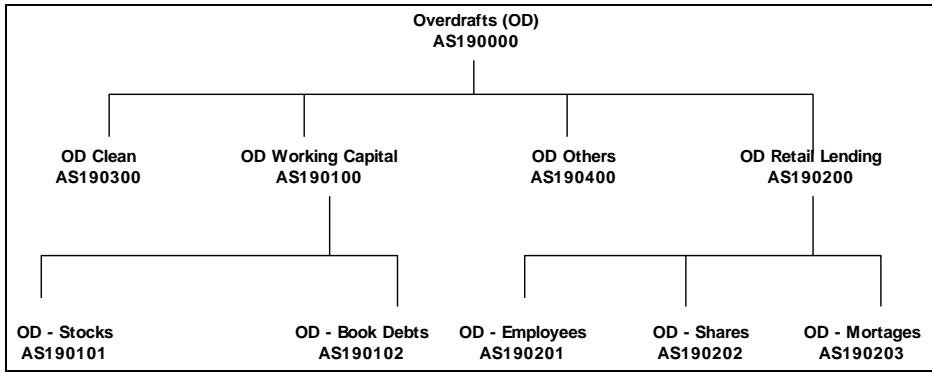 Overdrafts (OD)
AS190000
OD Clean
AS190300
OD Working Capital
AS190100
OD Others
AS190400
OD Retail Lending
AS190200
OD - Stocks
AS190101
OD - Book Debts
AS190102
OD - Employees
AS190201
OD - Shares
AS190202
OD - Mortages
AS190203